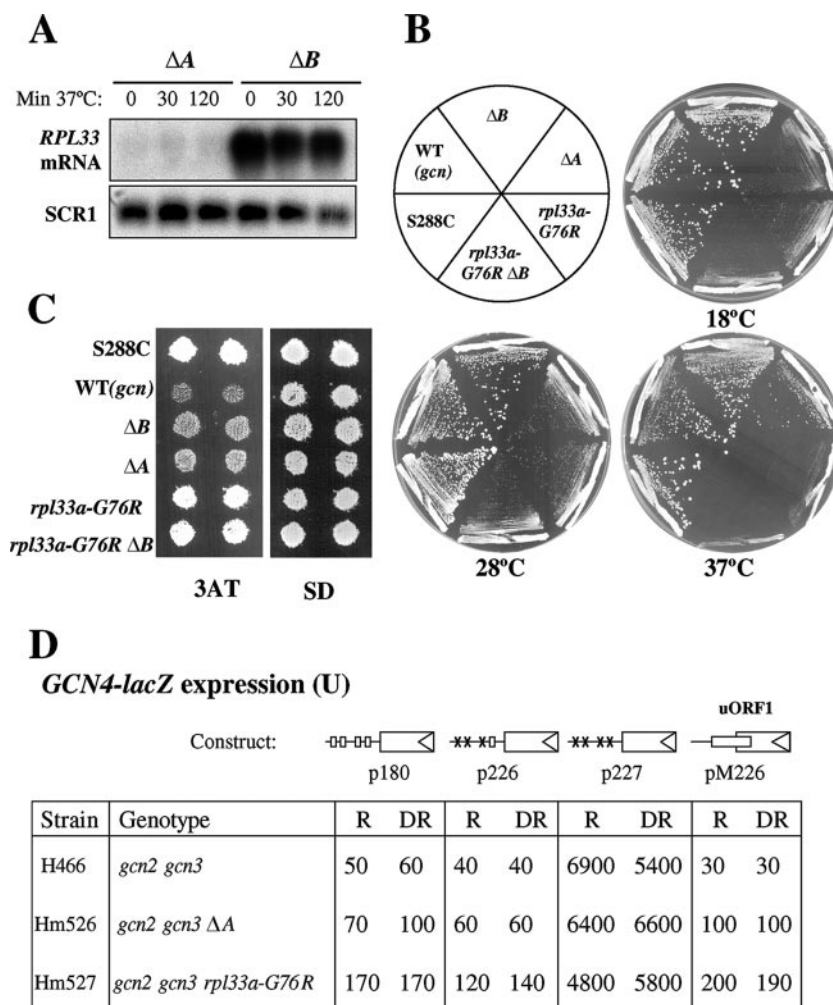 A
ΔA ΔB
Min 37ºC: 0 30 120 0 30 120
RPL33
mRNA
SCR1
B
ΔB
WT
(gcn)
ΔA
S288C
rpl33a-
G76R
rpl33a-
G76R ΔB
18ºC
28ºC
37ºC
C
S288C
WT(gcn)
ΔB
ΔA
rpl33a-G76R
rpl33a-G76R ΔB
3AT SD
D
GCN4-lacZ expression (U)
uORF1
Construct:
p180 p226 p227 pM226
Strain Genotype R DR R DR R DR R DR
H466 gcn2 gcn3 50 60 40 40 6900 5400 30 30
Hm526 gcn2 gcn3 ΔA 70 100 60 60 6400 6600 100 100
Hm527 gcn2 gcn3 rpl33a-G76R 170 170 120 140 4800 5800 200 190